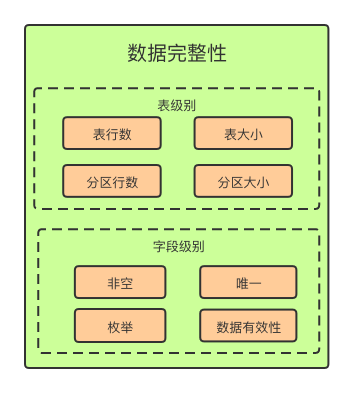 数据完整性
表级别
表行数
表大小
分区行数
分区大小
字段级别
非空
唯一
枚举
数据有效性